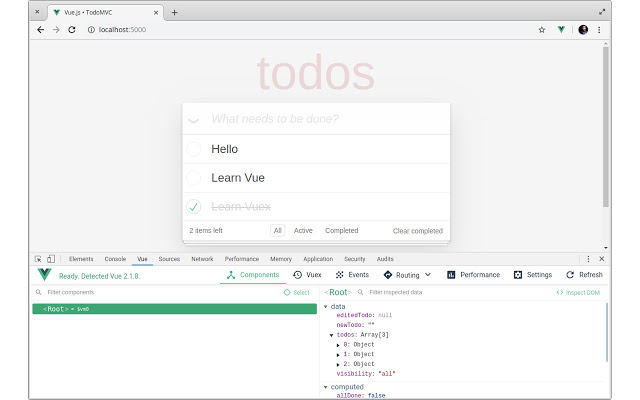 Vue.js • TodoMVC
localhost:5000
todos
What needs to be done?
Hello
Learn Vue
Learn Vuex
2 items left All Active Completed Clear completed
Elements Console Vue Sources Network Performance Memory Application Security Audits
Ready. Detected Vue 2.1.8. Components Vuex Events Routing Performance Settings Refresh
Filter components Select <Root> Filter inspected data Inspect DOM
<Root> = $vm0
data
editedTodo: null
newTodo: ""
todos: Array[3]
0: Object
1: Object
2: Object
visibility: "all"
computed
allDone: false